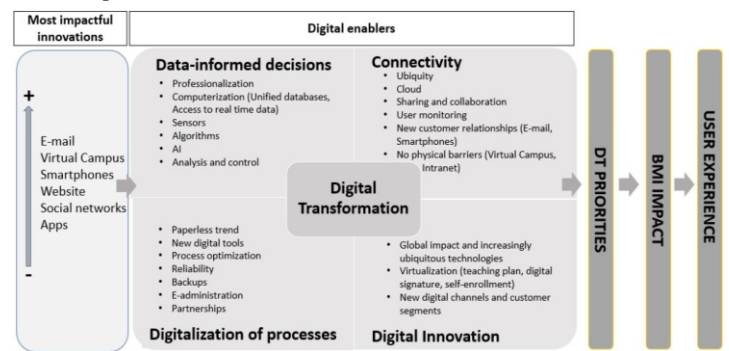 Most impactful
innovations
Digital enablers
+
E-mail
Virtual Campus
Smartphones
Website
Social networks
Apps
-
Data-informed decisions
• Professionalization
• Computerization (Unified databases,
Access to real time data)
• Sensors
• Algorithms
• AI
• Analysis and control
Connectivity
• Ubiquity
• Cloud
• Sharing and collaboration
• User monitoring
• New customer relationships (E-mail,
Smartphones)
• No physical barriers (Virtual Campus,
Intranet)
Digital
Transformation
• Paperless trend
• New digital tools
• Process optimization
• Reliability
• Backups
• E-administration
• Partnerships
Digitalization of processes
• Global impact and increasingly
ubiquitous technologies
• Virtualization (teaching plan, digital
signature, self-enrollment)
• New digital channels and customer
segments
Digital Innovation
DT PRIORITIES
BMI IMPACT
USER EXPERIENCE